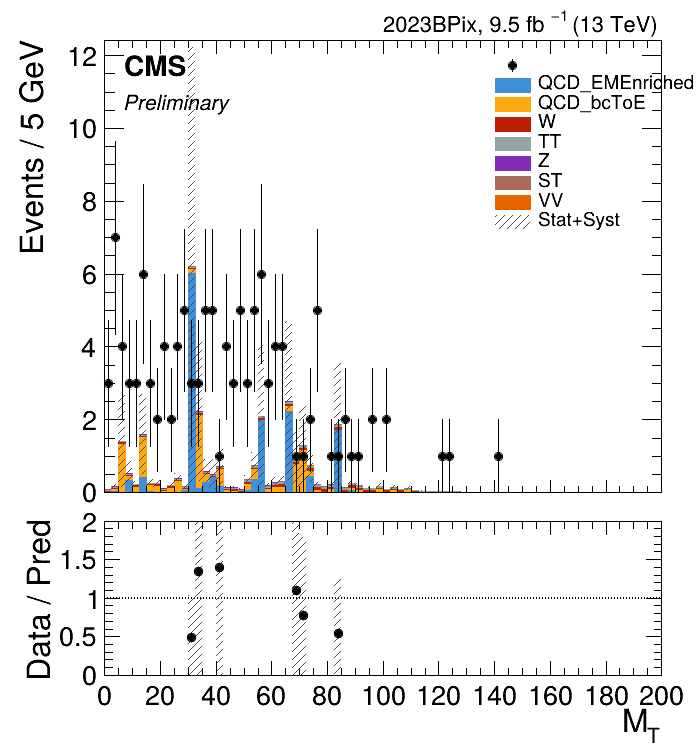 2023BPix, 9.5 fb⁻¹ (13 TeV)
CMS
Preliminary
QCD_EMEnriched
QCD_bcToE
W
TT
Z
ST
VV
Stat+Syst
Events / 5 GeV
12
10
8
6
4
2
0
Data / Pred
2
1.5
1
0.5
0
0 20 40 60 80 100 120 140 160 180 200
M_T